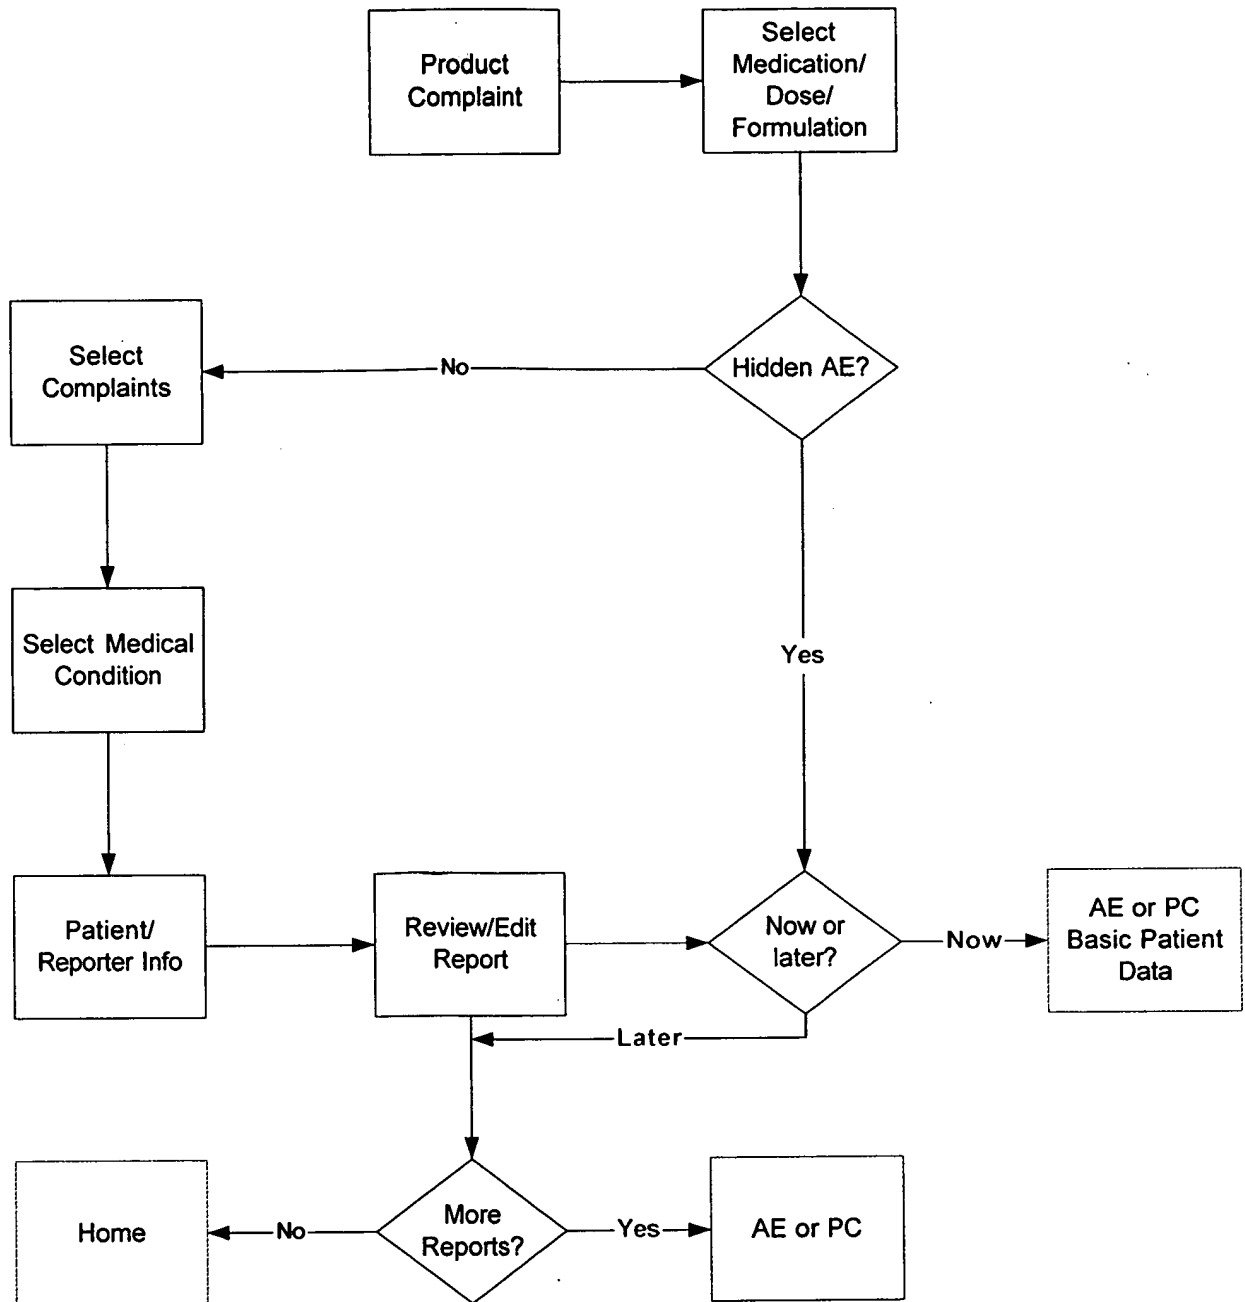 Product
Complaint
Select
Medication/
Dose/
Formulation
Hidden AE?
No
Select
Complaints
Yes
Select Medical
Condition
Patient/
Reporter Info
Review/Edit
Report
Now or
later?
Now
AE or PC
Basic Patient
Data
Later
Home
No
More
Reports?
Yes
AE or PC